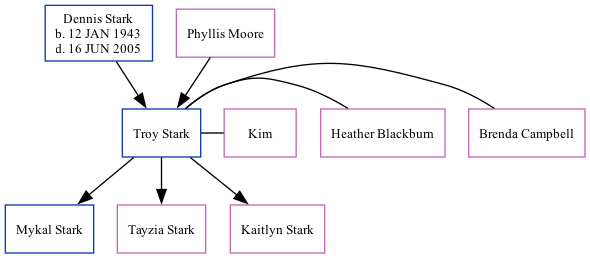 Dennis Stark
b. 12 JAN 1943
d. 16 JUN 2005
Phyllis Moore
Troy Stark
Kim
Heather Blackburn
Brenda Campbell
Mykal Stark
Tayzia Stark
Kaitlyn Stark